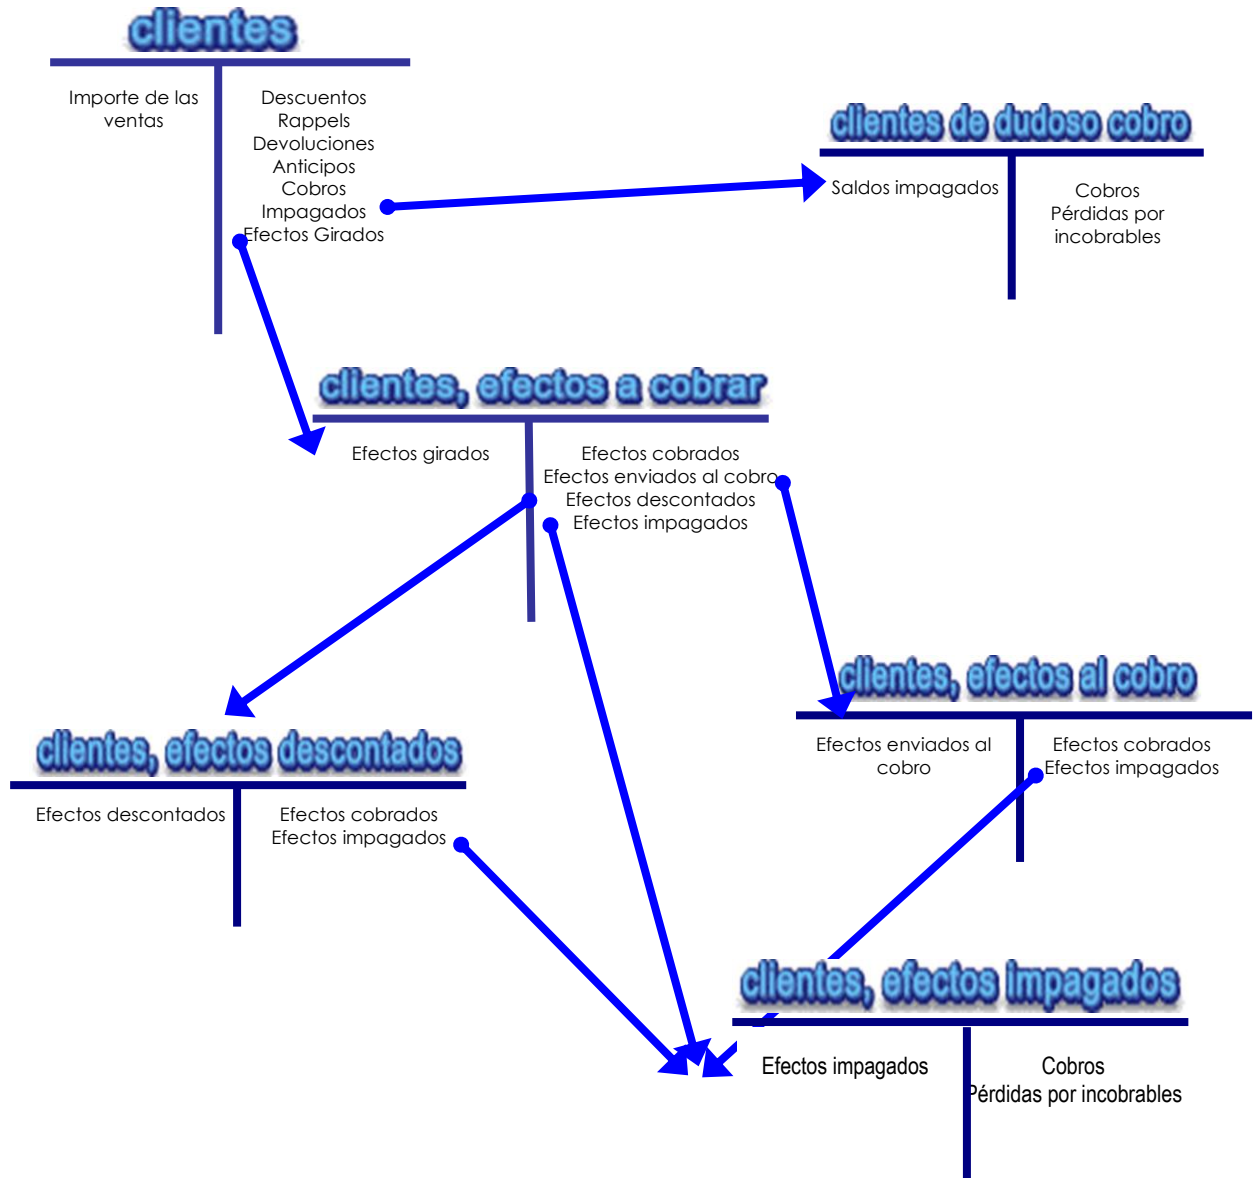 clientes
Importe de las
ventas
Descuentos
Rappels
Devoluciones
Anticipos
Cobros
Impagados
Efectos Girados
clientes de dudoso cobro
Saldos impagados
Cobros
Pérdidas por
incobrables
clientes, efectos a cobrar
Efectos girados
Efectos cobrados
Efectos enviados al cobro
Efectos descontados
Efectos impagados
clientes, efectos al cobro
Efectos enviados al
cobro
Efectos cobrados
Efectos impagados
clientes, efectos descontados
Efectos descontados
Efectos cobrados
Efectos impagados
clientes, efectos impagados
Efectos impagados
Cobros
Pérdidas por incobrables